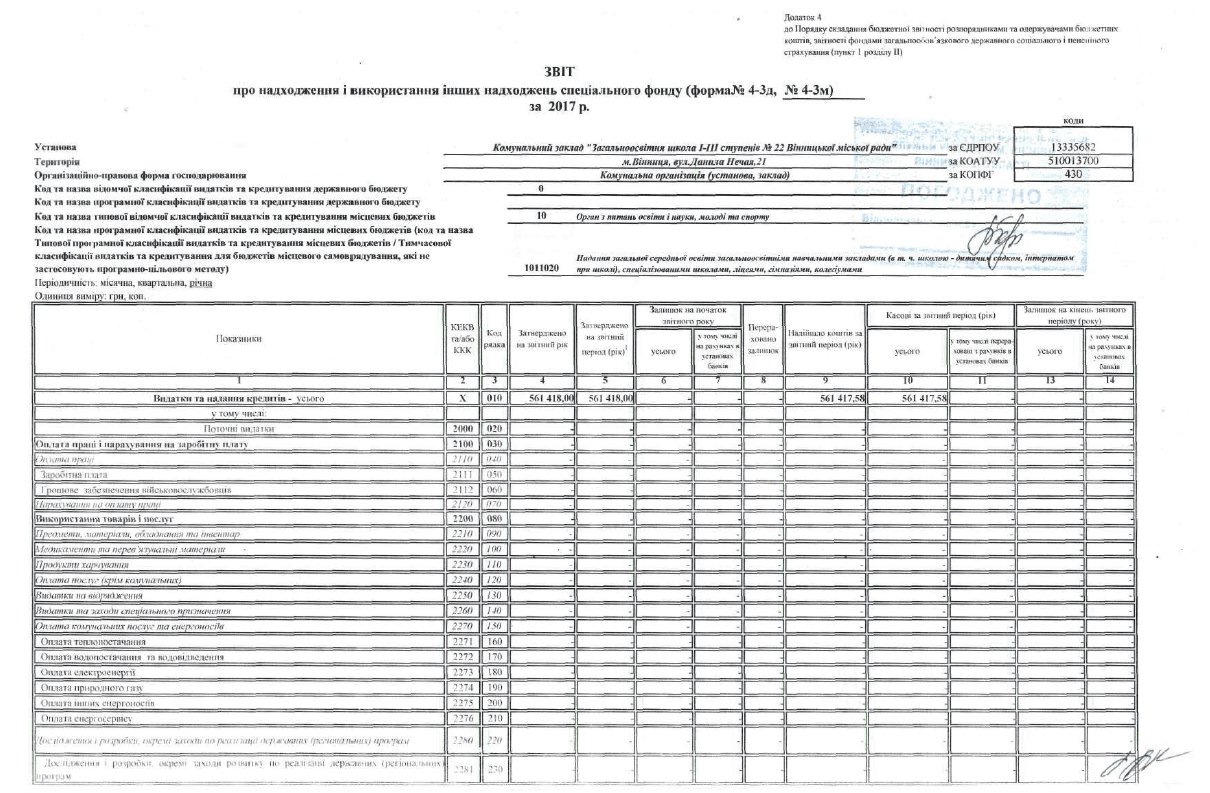 Додаток 4
до Порядку складання бюджетної звітності розпорядниками та одержувачами бюджетних
коштів, звітності фондами загальнообов'язкового державного соціального і пенсійного
страхування (пункт 1 розділу II)
ЗВІТ
про надходження і використання інших надходжень спеціального фонду (форма№ 4-3д, № 4-3м)
за 2017 р.
коди
Установа Комунальний заклад "Загальноосвітня школа І-ІІІ ступенів № 22 Вінницької міської ради" за ЄДРПОУ 13335682
Територія м.Вінниця, вул.Данила Нечая,21 за КОАТУУ 510013700
Організаційно-правова форма господарювання Комунальна організація (установа, заклад) за КОПФГ 430
Код та назва відомчої класифікації видатків та кредитування державного бюджету 0
Код та назва програмної класифікації видатків та кредитування державного бюджету
ПОГОДЖЕНО
Код та назва типової відомчої класифікації видатків та кредитування місцевих бюджетів 10 Орган з питань освіти і науки, молоді та спорту
Код та назва програмної класифікації видатків та кредитування місцевих бюджетів (код та назва
Типової програмної класифікації видатків та кредитування місцевих бюджетів / Тимчасової
класифікації видатків та кредитування для бюджетів місцевого самоврядування, які не
застосовують програмно-цільового методу) 1011020 Надання загальної середньої освіти загальноосвітніми навчальними закладами (в т. ч. школою - дитячим садком, інтернатом
при школі), спеціалізованими школами, ліцеями, гімназіями, колегіумами
Періодичність: місячна, квартальна, річна
Одиниця виміру: грн, коп.
Показники
КЕКВ та/або ККК
Код рядка
Затверджено на звітний рік
Затверджено на звітний період (рік)1
Залишок на початок звітного року
усього
у тому числі на рахунках в установах банків
Перера-ховано залишок
Надійшло коштів за звітний період (рік)
Касові за звітний період (рік)
усього
у тому числі перера-ховані з рахунків в установах банків
Залишок на кінець звітного періоду (року)
усього
у тому числі на рахунках в установах банків
1 2 3 4 5 6 7 8 9 10 11 13 14
Видатки та надання кредитів - усього X 010 561 418,00 561 418,00 - - - 561 417,58 561 417,58 - - -
у тому числі:
Поточні видатки 2000 020 - - - - - - - - - -
Оплата праці і нарахування на заробітну плату 2100 030 - - - - - - - - - -
Оплата праці 2110 040 - - - - - - - - - -
Заробітна плата 2111 050 - - - - - - - - - -
Грошове забезпечення військовослужбовців 2112 060 - - - - - - - - - -
Нарахування на оплату праці 2120 070 - - - - - - - - - -
Використання товарів і послуг 2200 080 - - - - - - - - - -
Предмети, матеріали, обладнання та інвентар 2210 090 - - - - - - - - - -
Медикаменти та перев'язувальні матеріали 2220 100 - - - - - - - - - -
Продукти харчування 2230 110 - - - - - - - - - -
Оплата послуг (крім комунальних) 2240 120 - - - - - - - - - -
Видатки на відрядження 2250 130 - - - - - - - - - -
Видатки та заходи спеціального призначення 2260 140 - - - - - - - - - -
Оплата комунальних послуг та енергоносіїв 2270 150 - - - - - - - - - -
Оплата теплопостачання 2271 160 - - - - - - - - - -
Оплата водопостачання та водовідведення 2272 170 - - - - - - - - - -
Оплата електроенергії 2273 180 - - - - - - - - - -
Оплата природного газу 2274 190 - - - - - - - - - -
Оплата інших енергоносіїв 2275 200 - - - - - - - - - -
Оплата енергосервісу 2276 210 - - - - - - - - - -
Дослідження і розробки, окремі заходи по реалізації державних (регіональних) програм 2280 220 - - - - - - - - - -
Дослідження і розробки, окремі заходи розвитку по реалізації державних (регіональних) програм 2281 230 - - - - - - - - - -